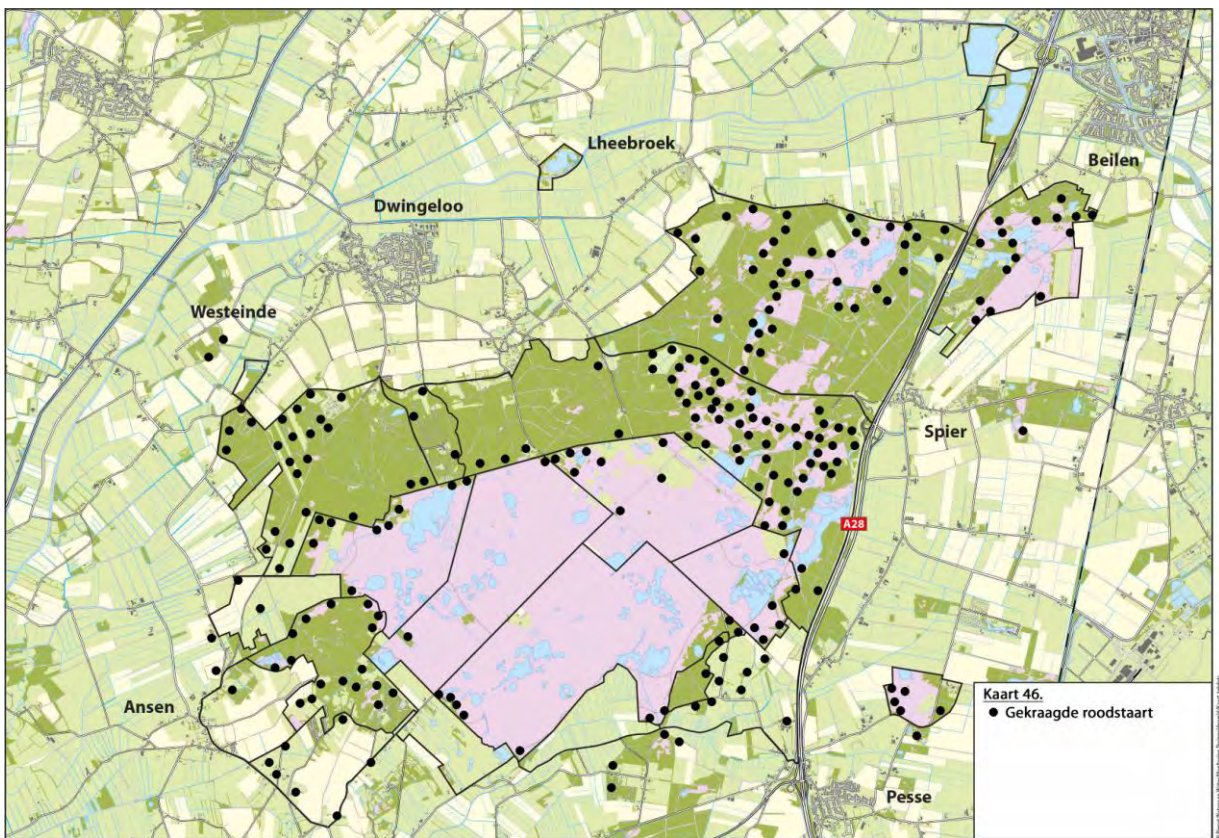 Lheebroek
Beilen
Dwingeloo
Westeinde
Spier
A28
Ansen
Kaart 46.
Gekraagde roodstaart
Pesse